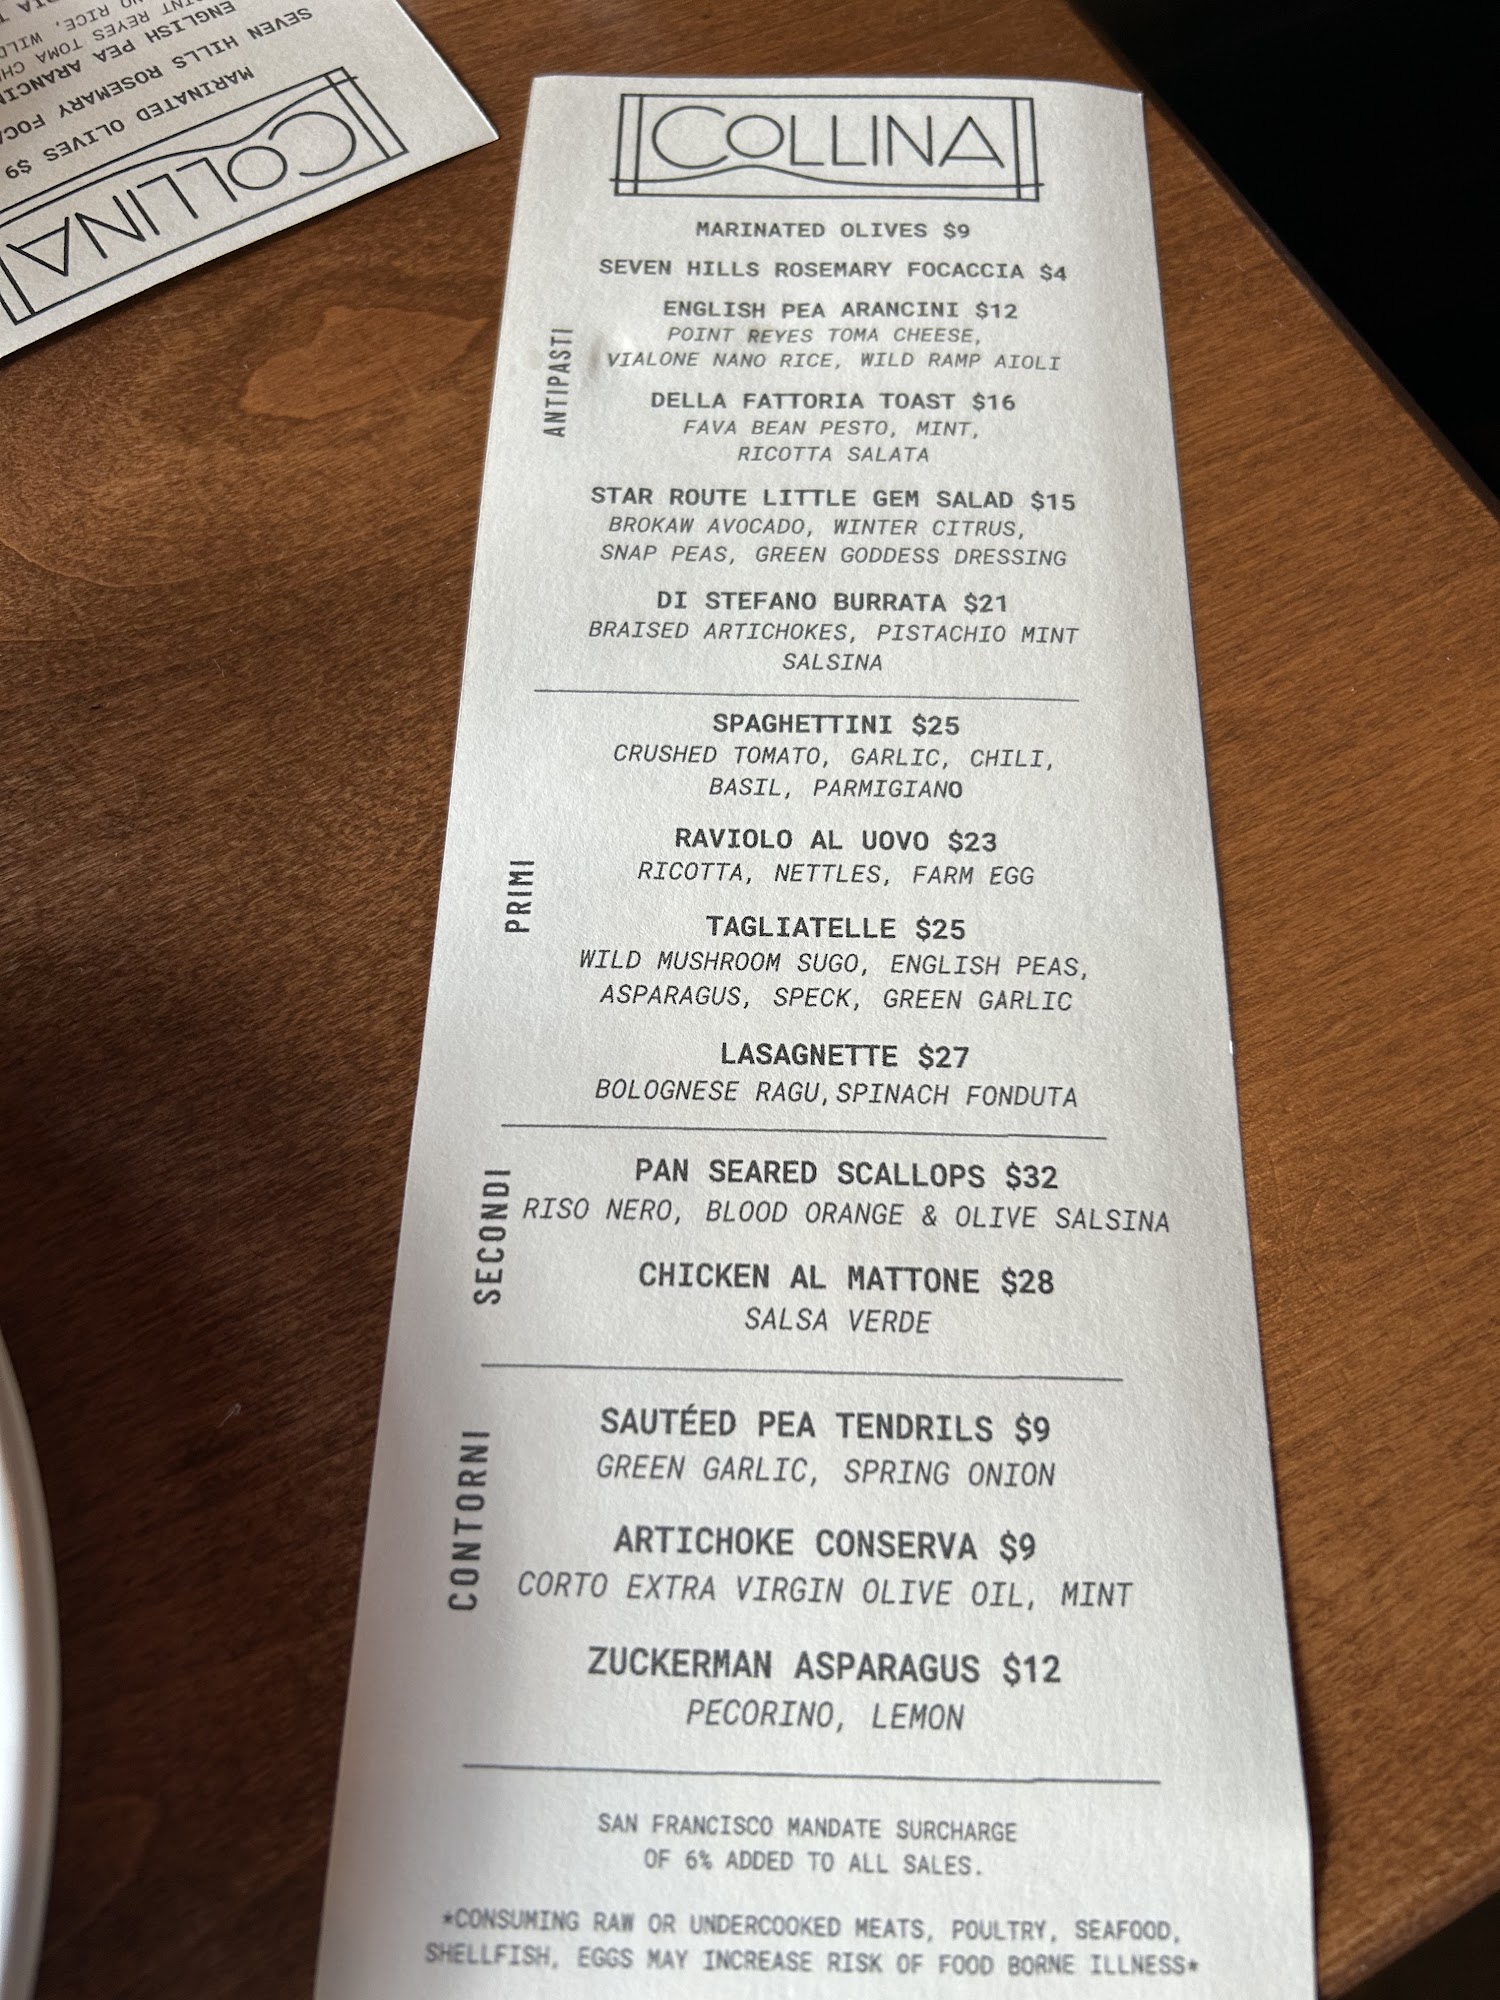 COLLINA
MARINATED OLIVES $9
SEVEN HILLS ROSEMARY FOCACCIA $4
ANTIPASTI
ENGLISH PEA ARANCINI $12
POINT REYES TOMA CHEESE,
VIALONE NANO RICE, WILD RAMP AIOLI
DELLA FATTORIA TOAST $16
FAVA BEAN PESTO, MINT,
RICOTTA SALATA
STAR ROUTE LITTLE GEM SALAD $15
BROKAW AVOCADO, WINTER CITRUS,
SNAP PEAS, GREEN GODDESS DRESSING
DI STEFANO BURRATA $21
BRAISED ARTICHOKES, PISTACHIO MINT
SALSINA
SPAGHETTINI $25
CRUSHED TOMATO, GARLIC, CHILI,
BASIL, PARMIGIANO
PRIMI
RAVIOLO AL UOVO $23
RICOTTA, NETTLES, FARM EGG
TAGLIATELLE $25
WILD MUSHROOM SUGO, ENGLISH PEAS,
ASPARAGUS, SPECK, GREEN GARLIC
LASAGNETTE $27
BOLOGNESE RAGU, SPINACH FONDUTA
SECONDI
PAN SEARED SCALLOPS $32
RISO NERO, BLOOD ORANGE & OLIVE SALSINA
CHICKEN AL MATTONE $28
SALSA VERDE
CONTORNI
SAUTÉED PEA TENDRILS $9
GREEN GARLIC, SPRING ONION
ARTICHOKE CONSERVA $9
CORTO EXTRA VIRGIN OLIVE OIL, MINT
ZUCKERMAN ASPARAGUS $12
PECORINO, LEMON
SAN FRANCISCO MANDATE SURCHARGE
OF 6% ADDED TO ALL SALES.
*CONSUMING RAW OR UNDERCOOKED MEATS, POULTRY, SEAFOOD,
SHELLFISH, EGGS MAY INCREASE RISK OF FOOD BORNE ILLNESS*
COLLINA
MARINATED OLIVES $9
SEVEN HILLS ROSEMARY
ENGLISH PEA
REYES TOMA
RICE,